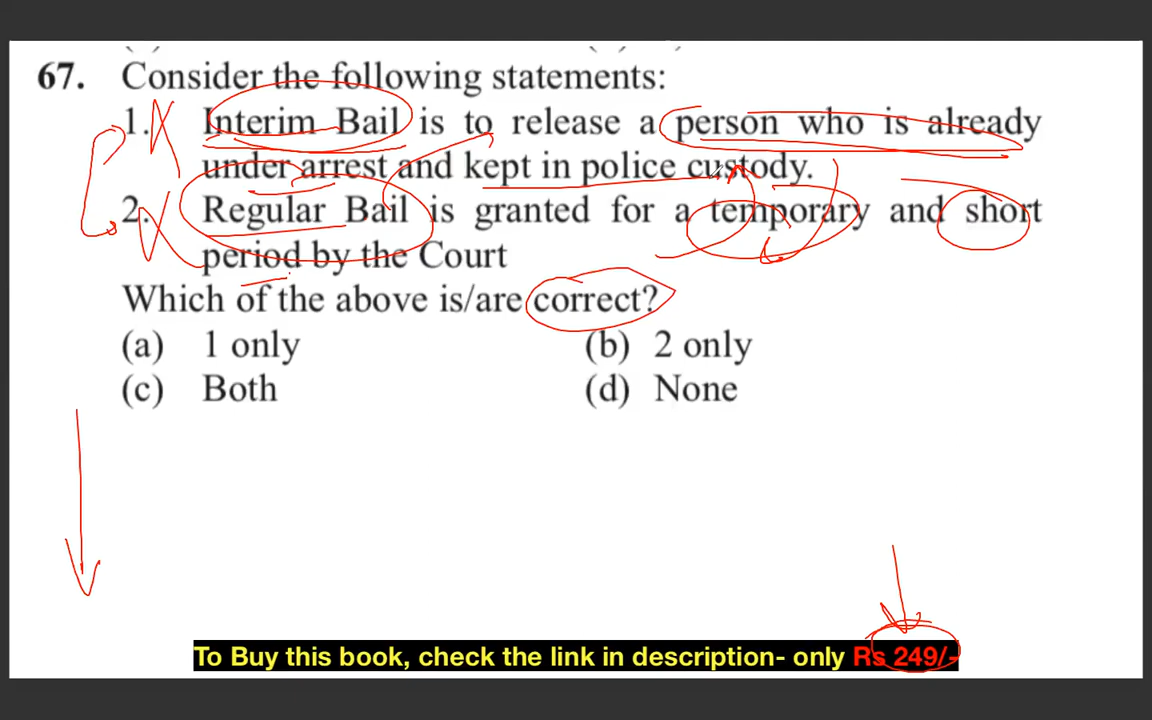 67. Consider the following statements:
1. Interim Bail is to release a person who is already
under arrest and kept in police custody.
2. Regular Bail is granted for a temporary and short
period by the Court
Which of the above is/are correct?
(a) 1 only (b) 2 only
(c) Both (d) None
To Buy this book, check the link in description- only Rs 249/-